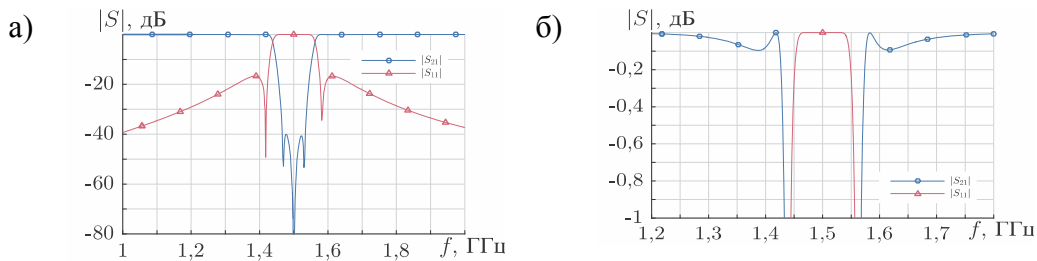 а)
|S|, дБ
-20
-40
-60
-80
1
1,2
1,4
1,6
1,8
f, ГГц
|S₂₁|
|S₁₁|
б)
|S|, дБ
-0,2
-0,4
-0,6
-0,8
-1
1,2
1,3
1,4
1,5
1,6
1,7
f, ГГц
|S₂₁|
|S₁₁|